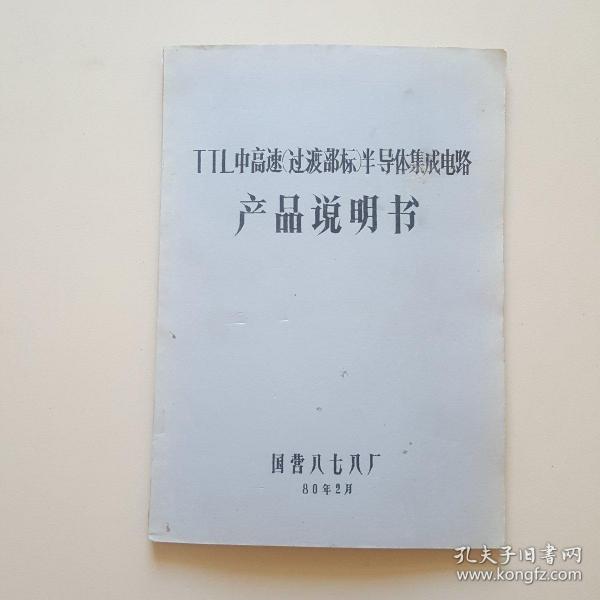 TTL中高速(过渡部标)半导体集成电路
产品说明书
国营八七八厂
80年2月
孔夫子旧书网
www.kongfz.com